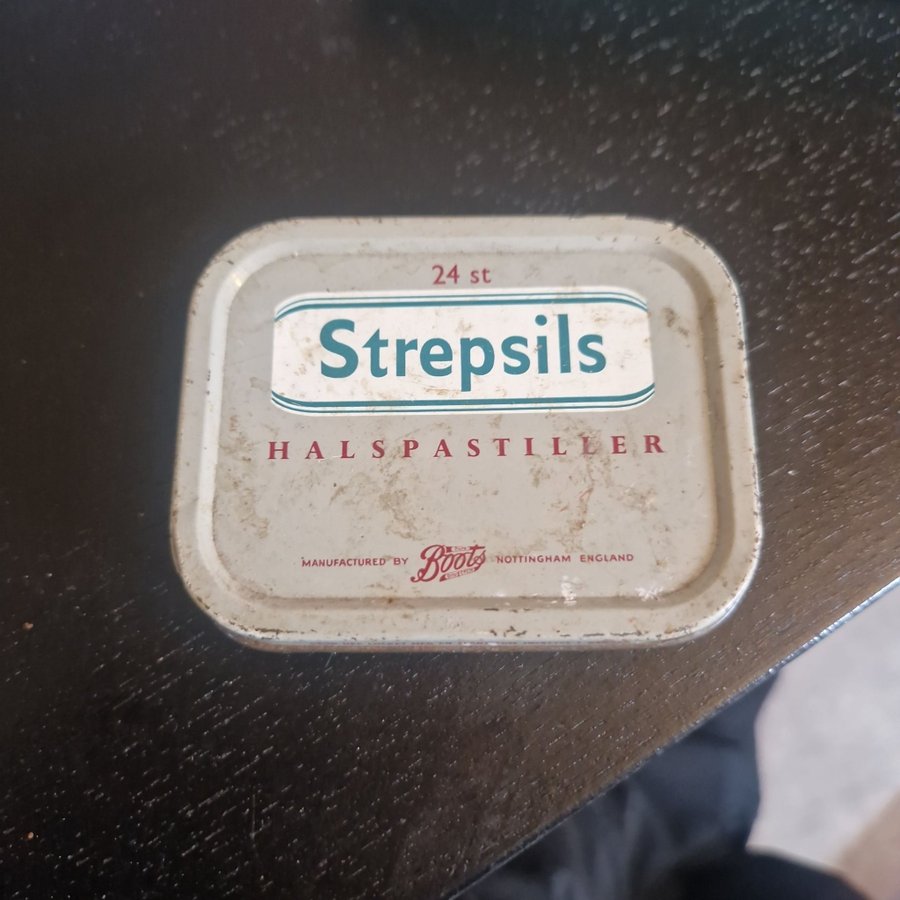 24 st
Strepsils
HALSPASTILLER
MANUFACTURED BY Boots NOTTINGHAM ENGLAND